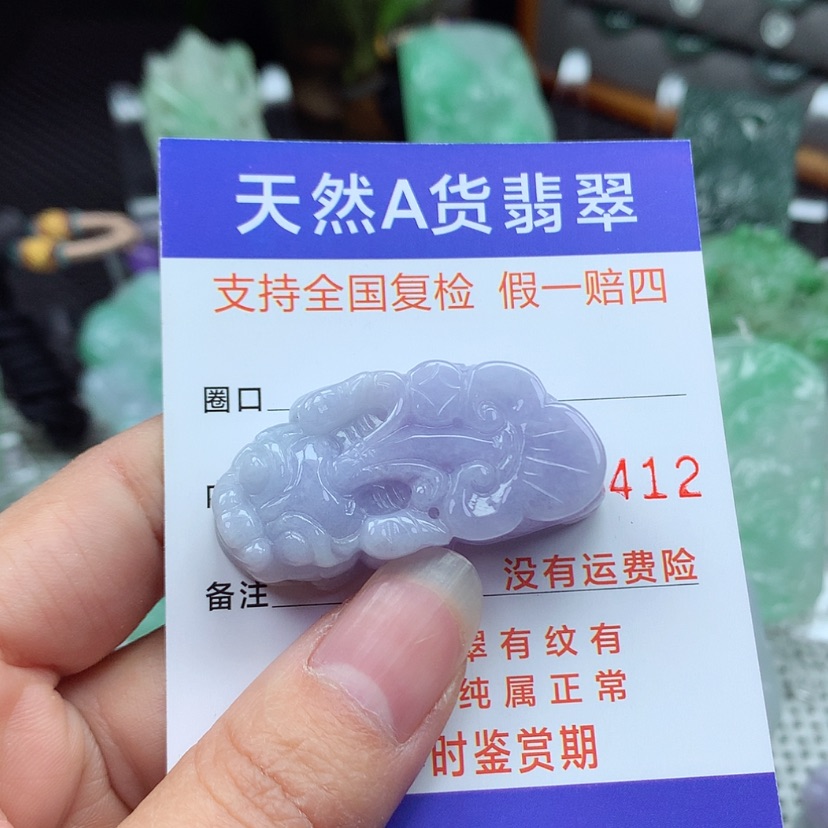 天然A货翡翠
支持全国复检 假一赔四
圈口
412
备注
没有运费险
翠有纹有
纯属正常
时鉴赏期